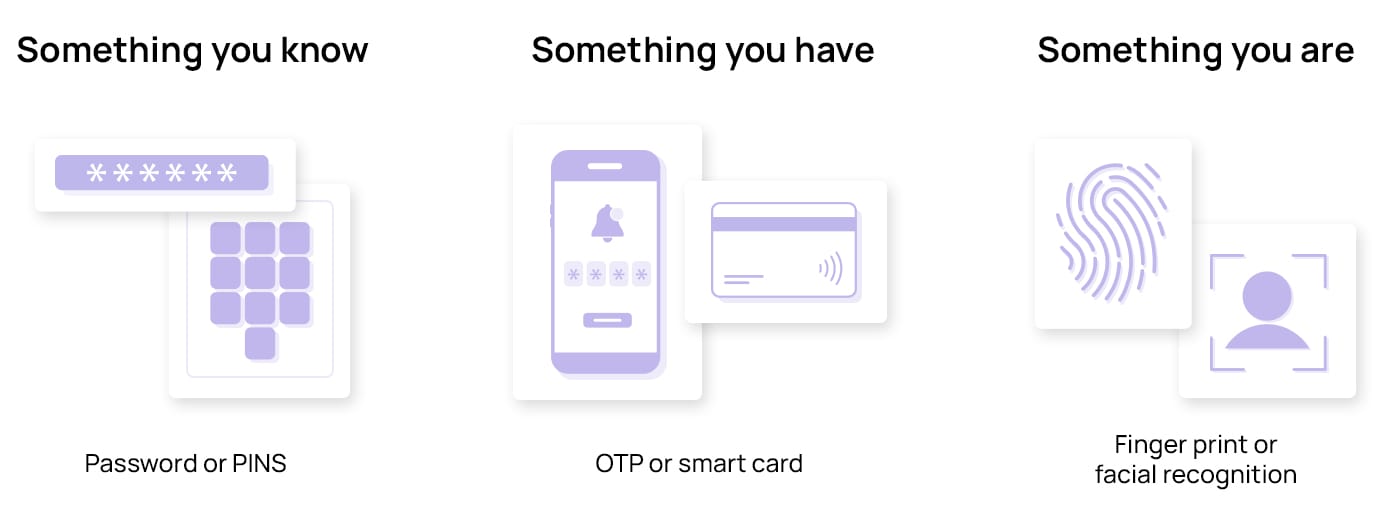 Something you know
Something you have
Something you are
******
****
Password or PINS
OTP or smart card
Finger print or
facial recognition